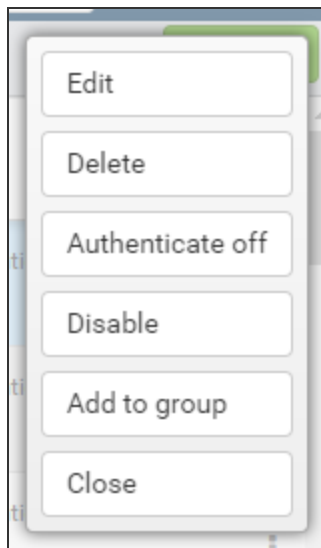 Edit
Delete
Authenticate off
Disable
Add to group
Close